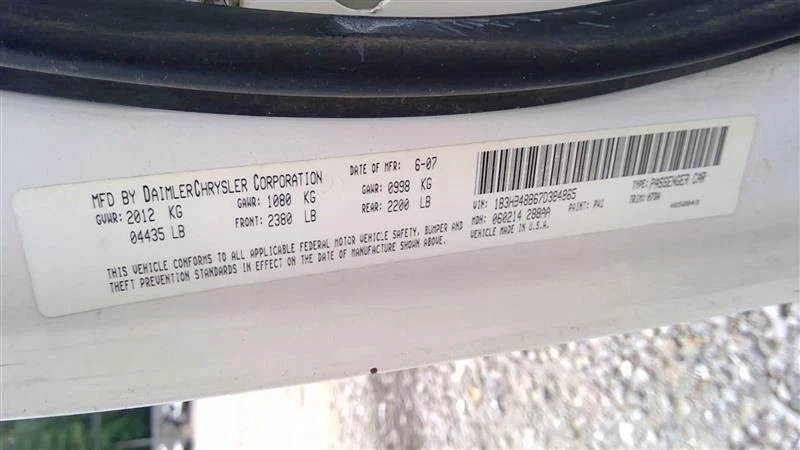 MFD BY DAIMLERCHRYSLER CORPORATION
DATE OF MFR: 6-07
GVWR: 2012 KG
04435 LB
GAWR: 1080 KG
FRONT: 2380 LB
GAWR: 0998 KG
REAR: 2200 LB
THIS VEHICLE CONFORMS TO ALL APPLICABLE FEDERAL MOTOR VEHICLE SAFETY, BUMPER AND
THEFT PREVENTION STANDARDS IN EFFECT ON THE DATE OF MANUFACTURE SHOWN ABOVE.
VIN: 1B3HB48B67D384865
TYPE: PASSENGER CAR
MDH: 060214 288AA
PAINT: PW1
TRIM:
VEHICLE MADE IN U.S.A.